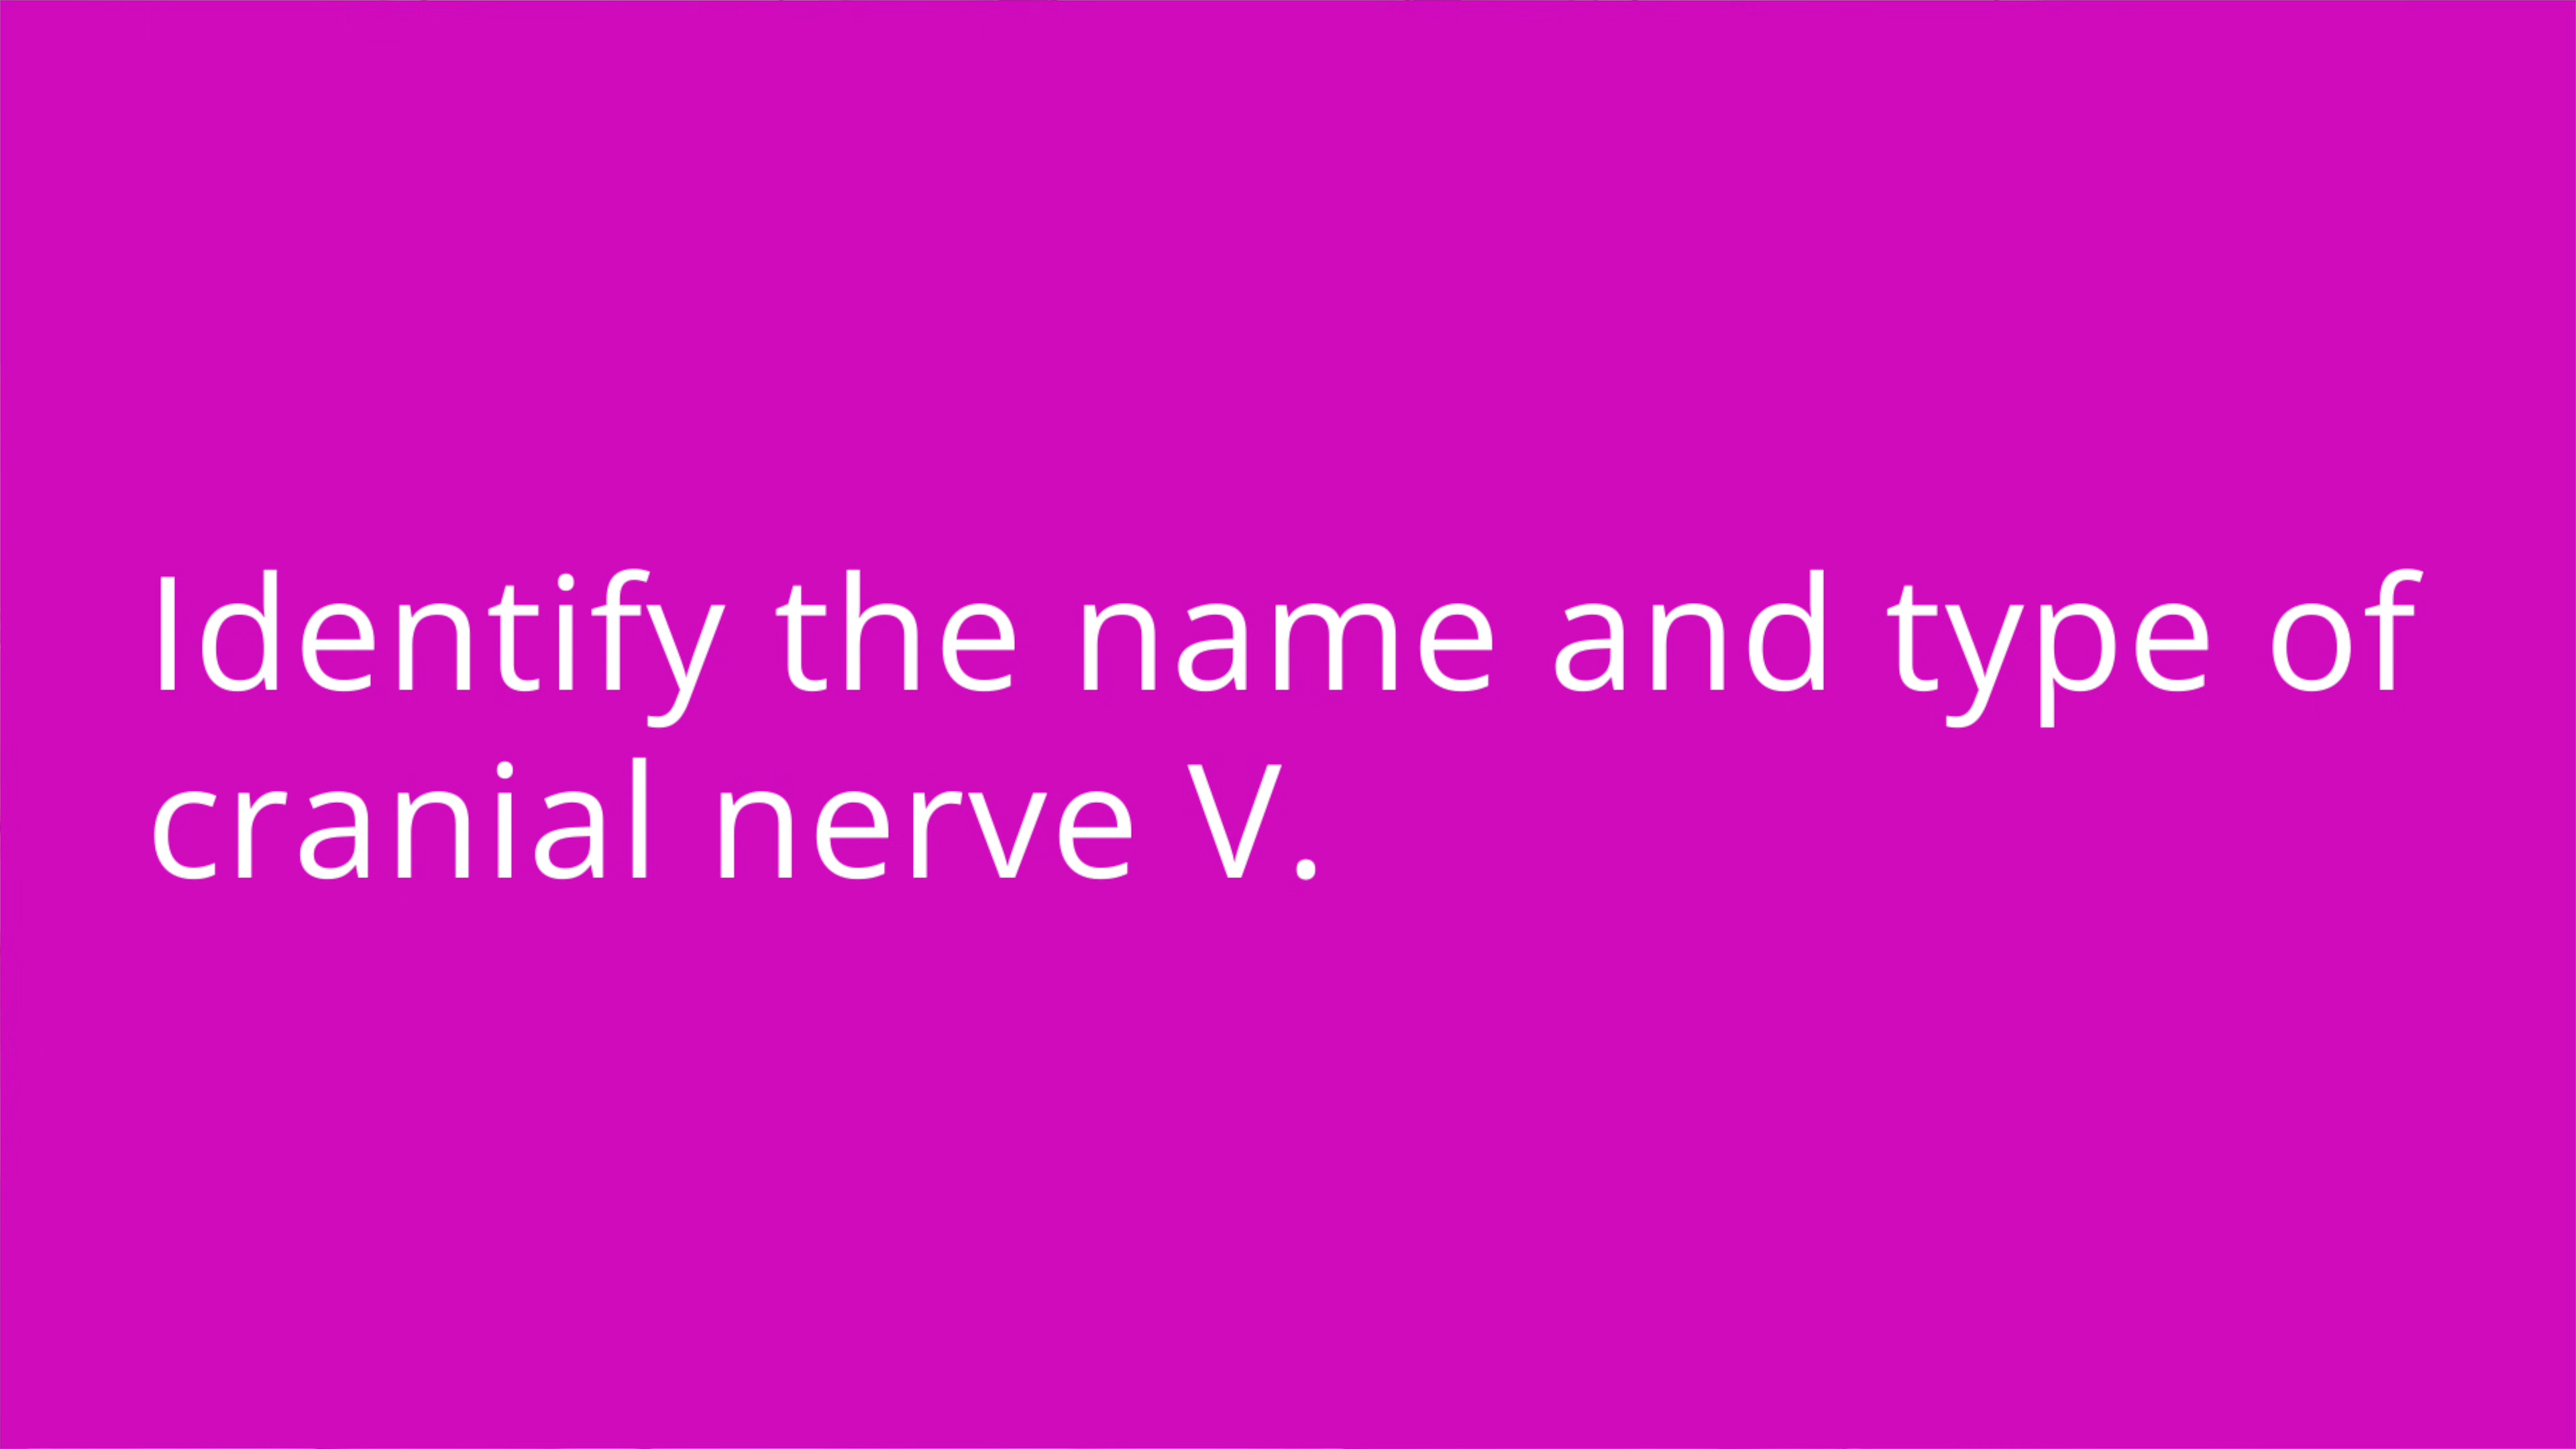 Identify the name and type of
cranial nerve V.